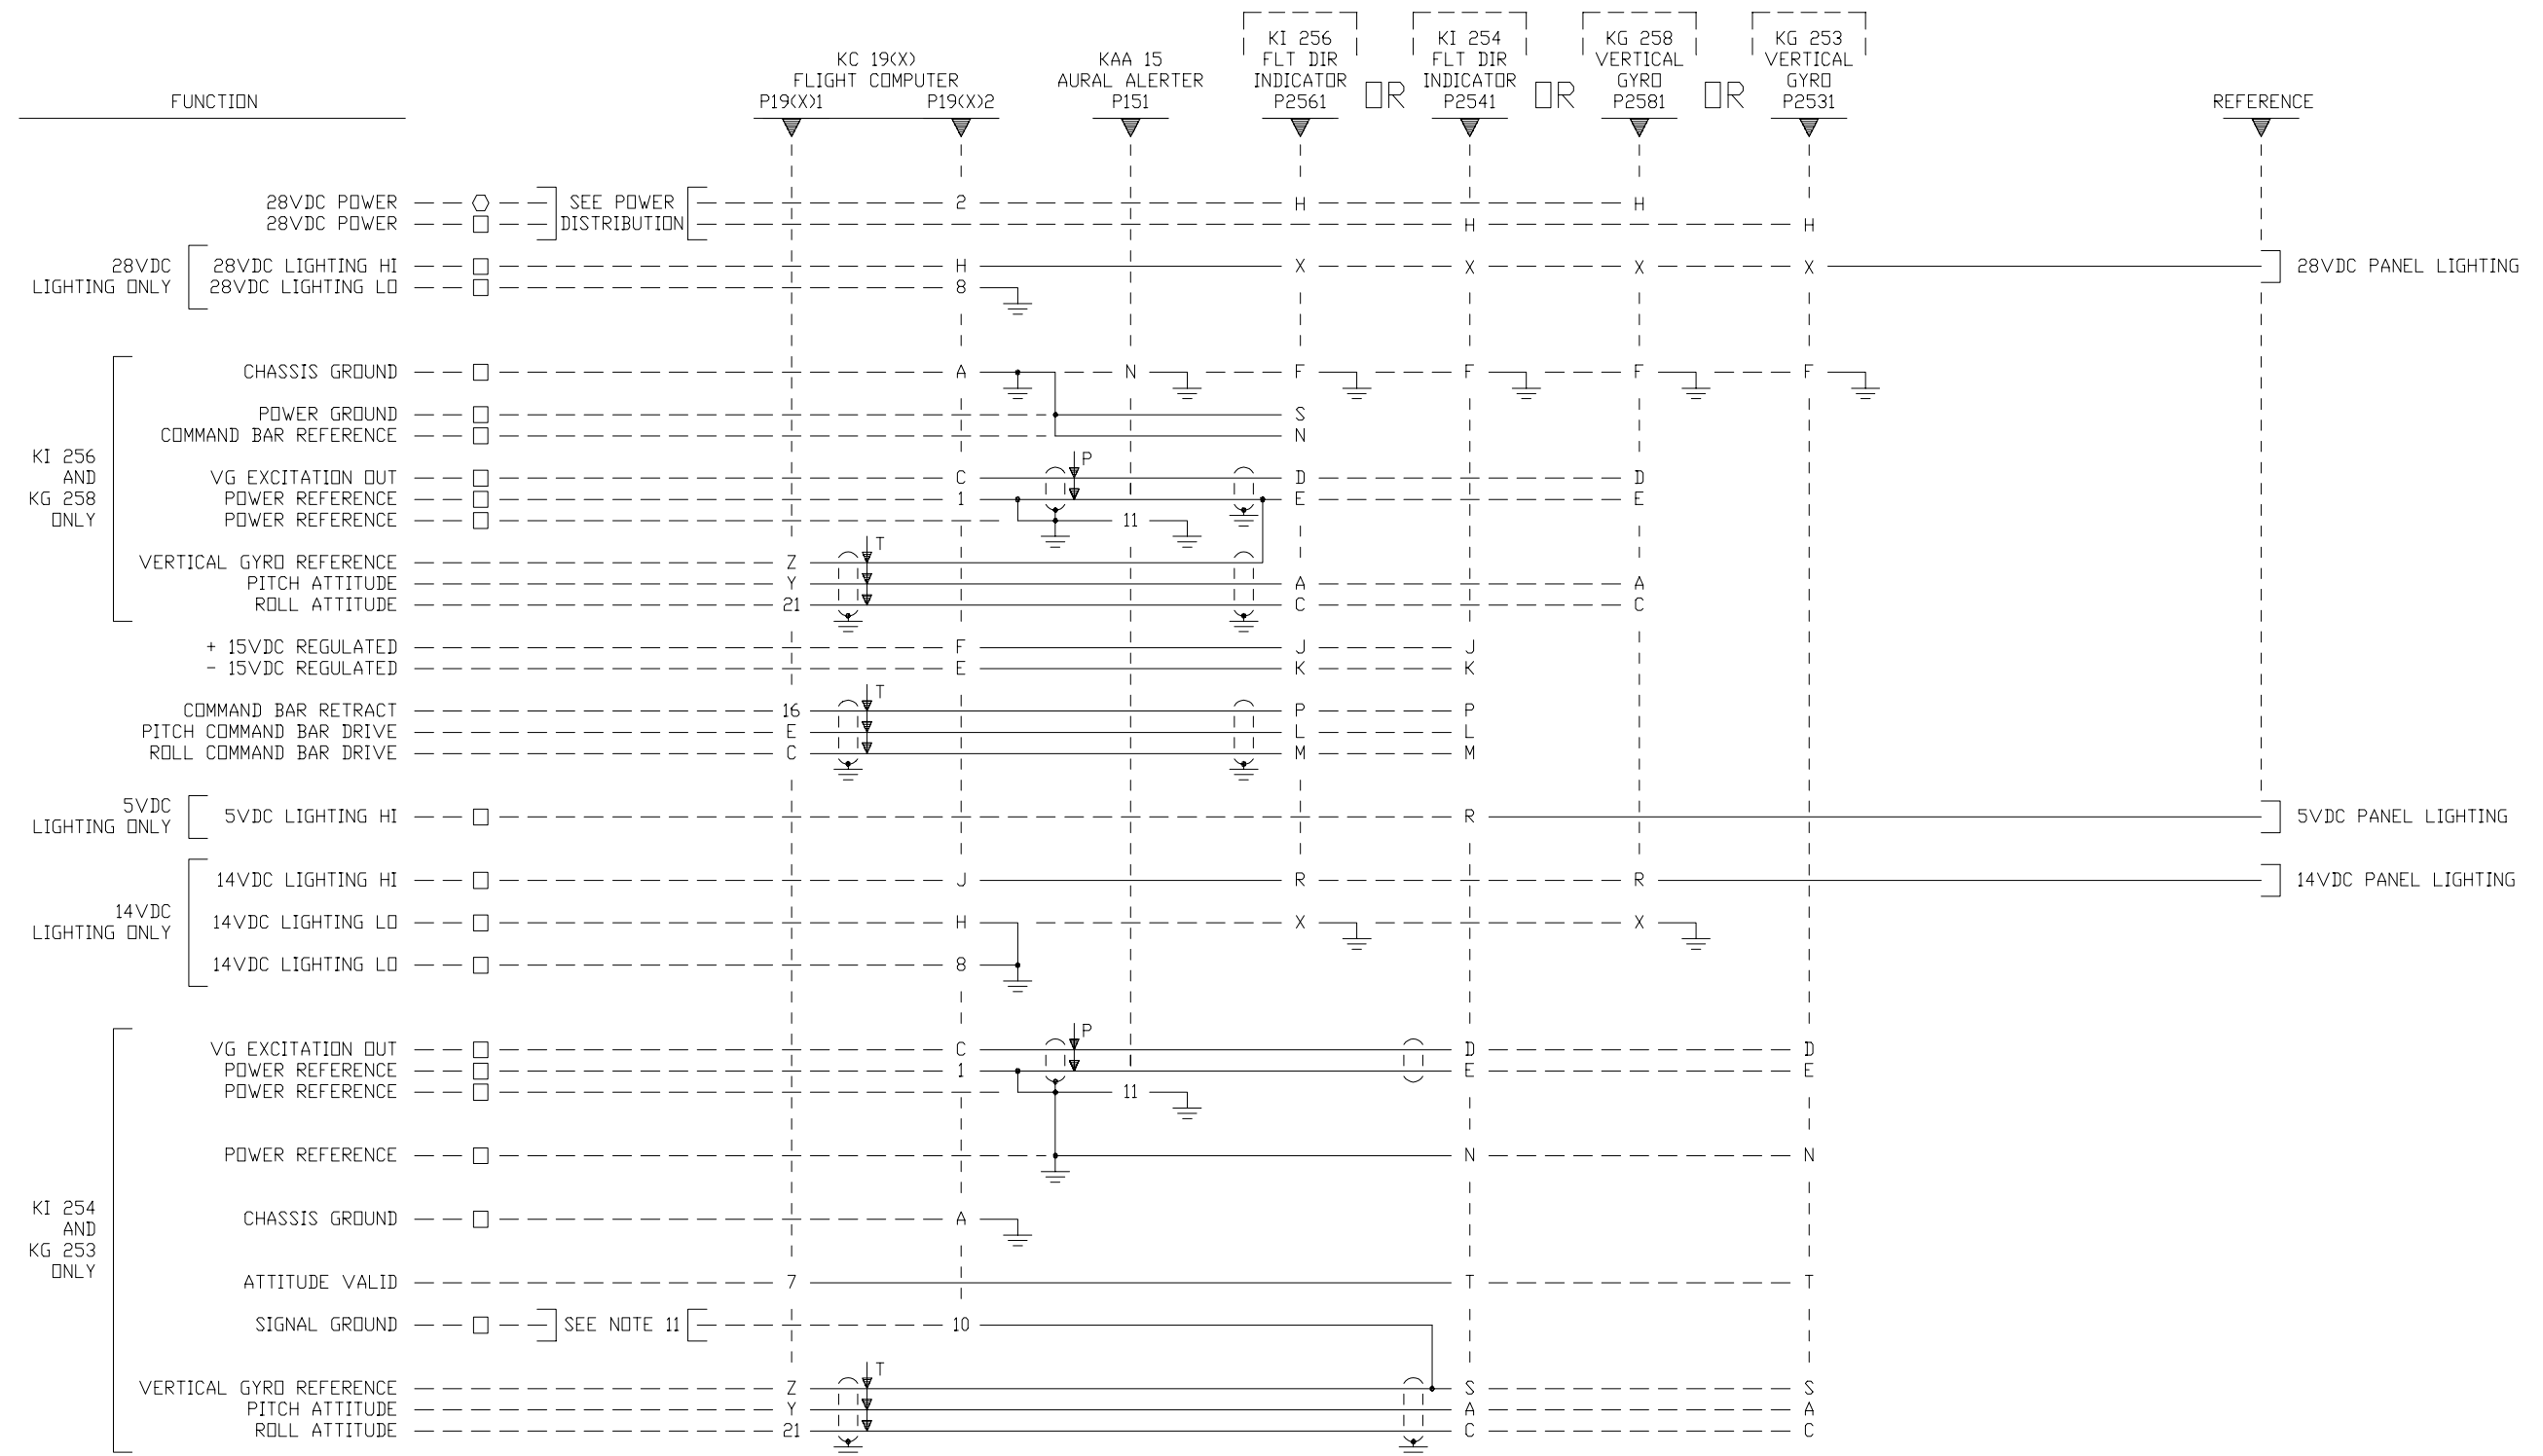 KI 256 KI 254 KG 258 KG 253
KC 19(X) KAA 15 FLT DIR FLT DIR VERTICAL VERTICAL
FLIGHT COMPUTER AURAL ALERTER INDICATOR INDICATOR GYRO GYRO
FUNCTION P19(X)1 P19(X)2 P151 P2561 OR P2541 OR P2581 OR P2531 REFERENCE
28VDC POWER SEE POWER 2 H H
28VDC POWER DISTRIBUTION H H
28VDC 28VDC LIGHTING HI H X X X X 28VDC PANEL LIGHTING
LIGHTING ONLY 28VDC LIGHTING LO 8
CHASSIS GROUND A N F F F F
POWER GROUND S
COMMAND BAR REFERENCE N
KI 256 P
AND VG EXCITATION OUT C D D
KG 258 POWER REFERENCE 1 E E
ONLY POWER REFERENCE 11
T
VERTICAL GYRO REFERENCE Z
PITCH ATTITUDE Y A A
ROLL ATTITUDE 21 C C
+ 15VDC REGULATED F J J
- 15VDC REGULATED E K K
T
COMMAND BAR RETRACT 16 P P
PITCH COMMAND BAR DRIVE E L L
ROLL COMMAND BAR DRIVE C M M
5VDC
LIGHTING ONLY 5VDC LIGHTING HI R 5VDC PANEL LIGHTING
14VDC LIGHTING HI J R R 14VDC PANEL LIGHTING
14VDC
LIGHTING ONLY 14VDC LIGHTING LO H X X
14VDC LIGHTING LO 8
P
VG EXCITATION OUT C D D
POWER REFERENCE 1 E E
POWER REFERENCE 11
POWER REFERENCE N N
KI 254
AND CHASSIS GROUND A
KG 253
ONLY
ATTITUDE VALID 7 T T
SIGNAL GROUND SEE NOTE 11 10
T
VERTICAL GYRO REFERENCE Z S S
PITCH ATTITUDE Y A A
ROLL ATTITUDE 21 C C